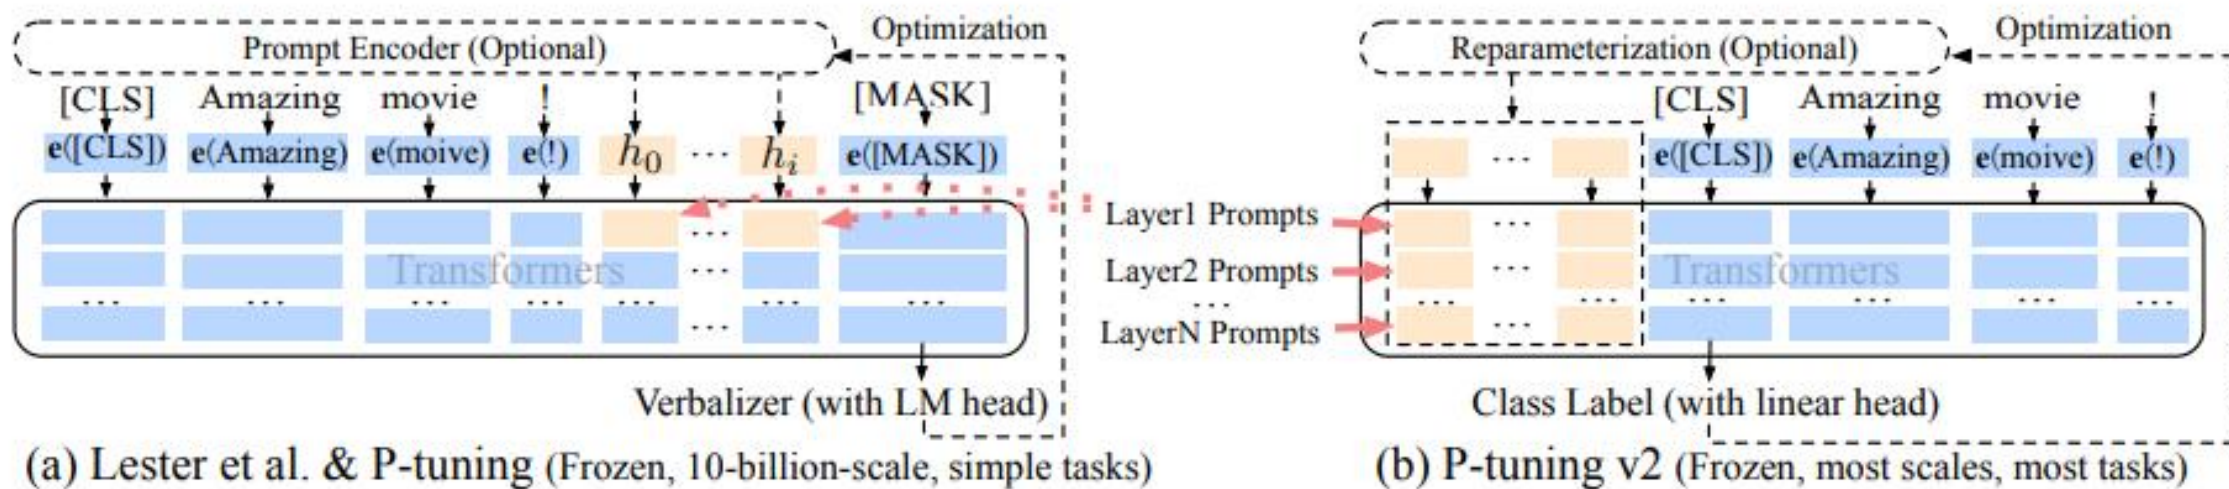 Prompt Encoder (Optional)
Optimization
[CLS] Amazing movie ! [MASK]
e([CLS]) e(Amazing) e(moive) e(!) h0 ... hi e([MASK])
Transformers
Verbalizer (with LM head)
(a) Lester et al. & P-tuning (Frozen, 10-billion-scale, simple tasks)
Layer1 Prompts
Layer2 Prompts
...
LayerN Prompts
Reparameterization (Optional)
Optimization
[CLS] Amazing movie !
... e([CLS]) e(Amazing) e(moive) e(!)
Transformers
Class Label (with linear head)
(b) P-tuning v2 (Frozen, most scales, most tasks)